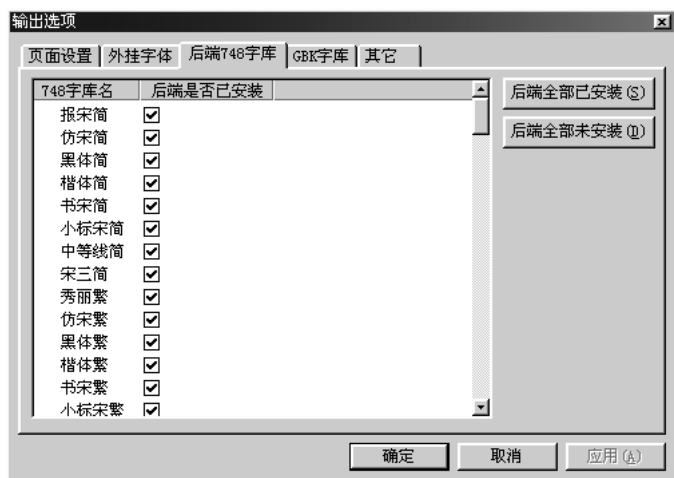 输出选项
页面设置 外挂字体 后端748字库 GBK字库 其它
748字库名 后端是否已安装 后端全部已安装(S)
报宋简
仿宋简 后端全部未安装(D)
黑体简
楷体简
书宋简
小标宋简
中等线简
宋三简
秀丽繁
仿宋繁
黑体繁
楷体繁
书宋繁
小标宋繁
确定 取消 应用(A)